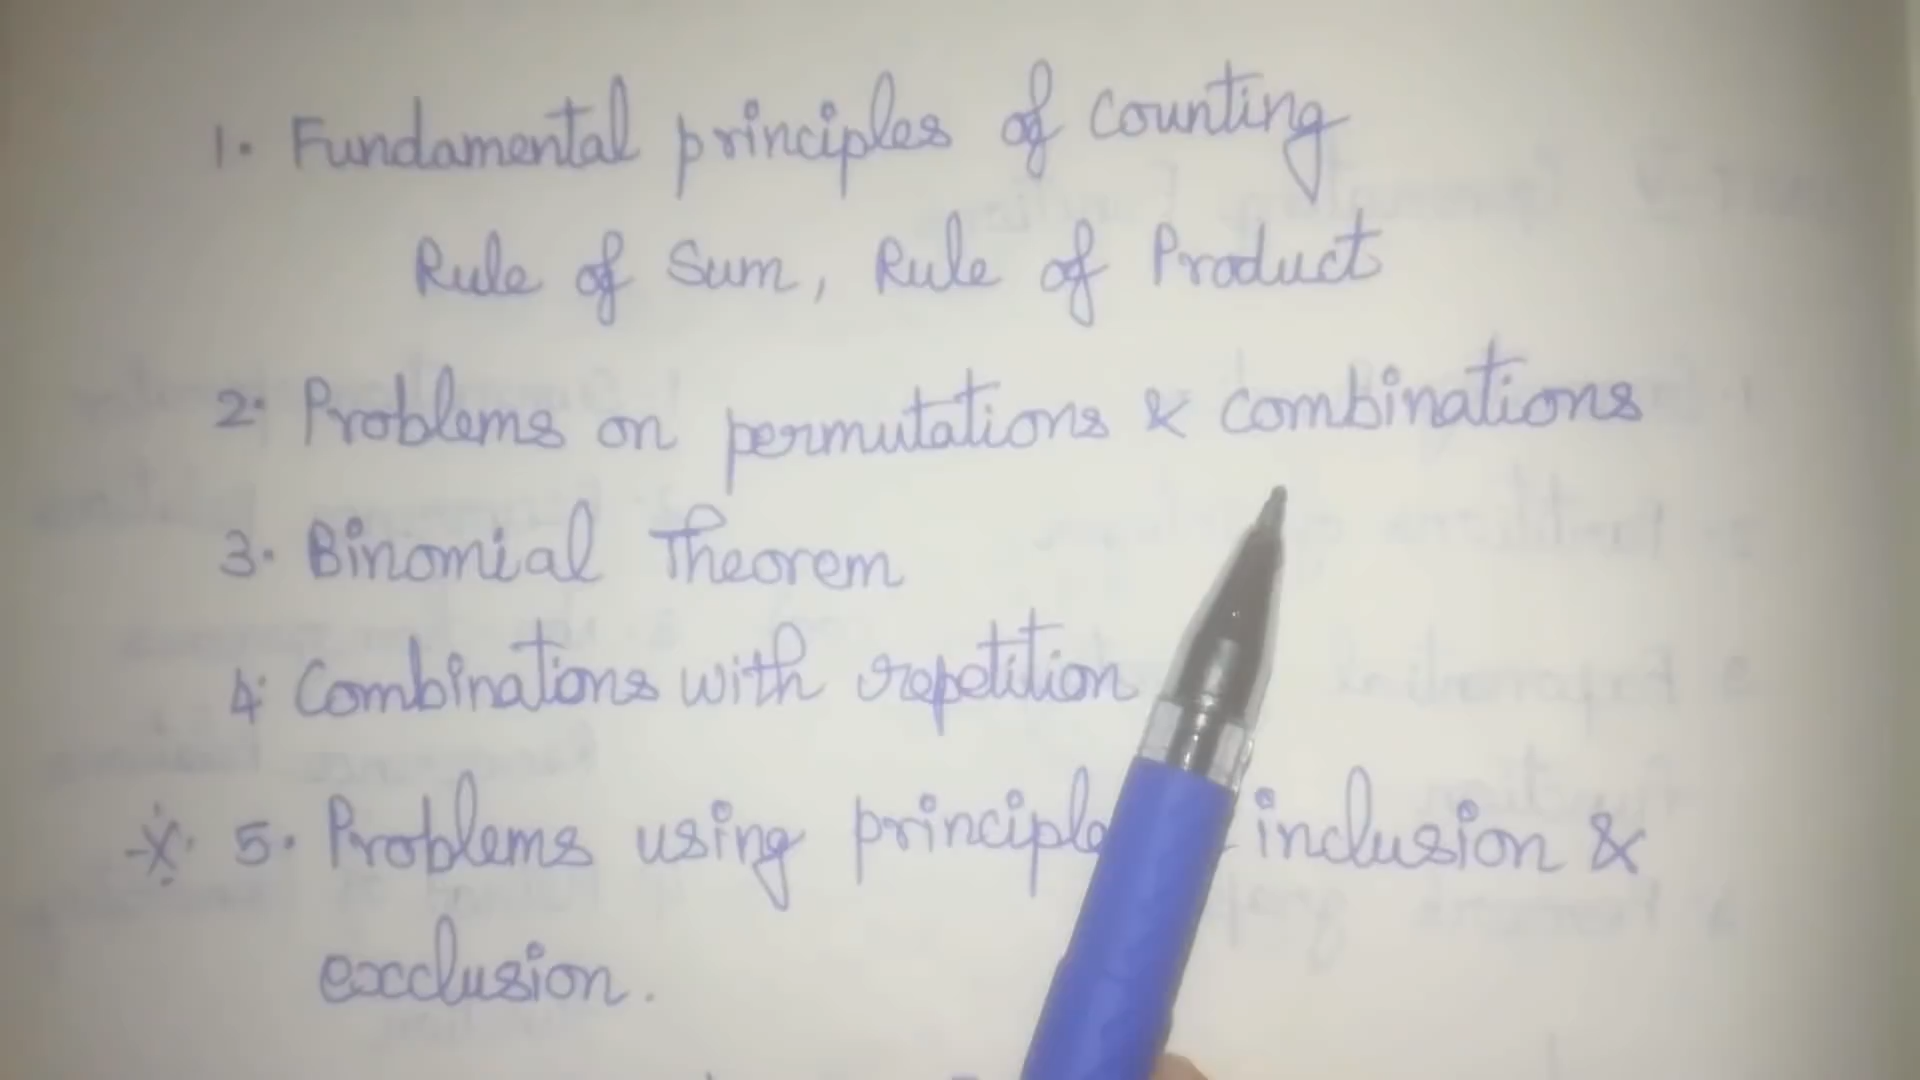 1. Fundamental principles of counting
Rule of Sum, Rule of Product
2. Problems on permutations & combinations
3. Binomial Theorem
4. Combinations with repetition
5. Problems using principle inclusion &
exclusion.